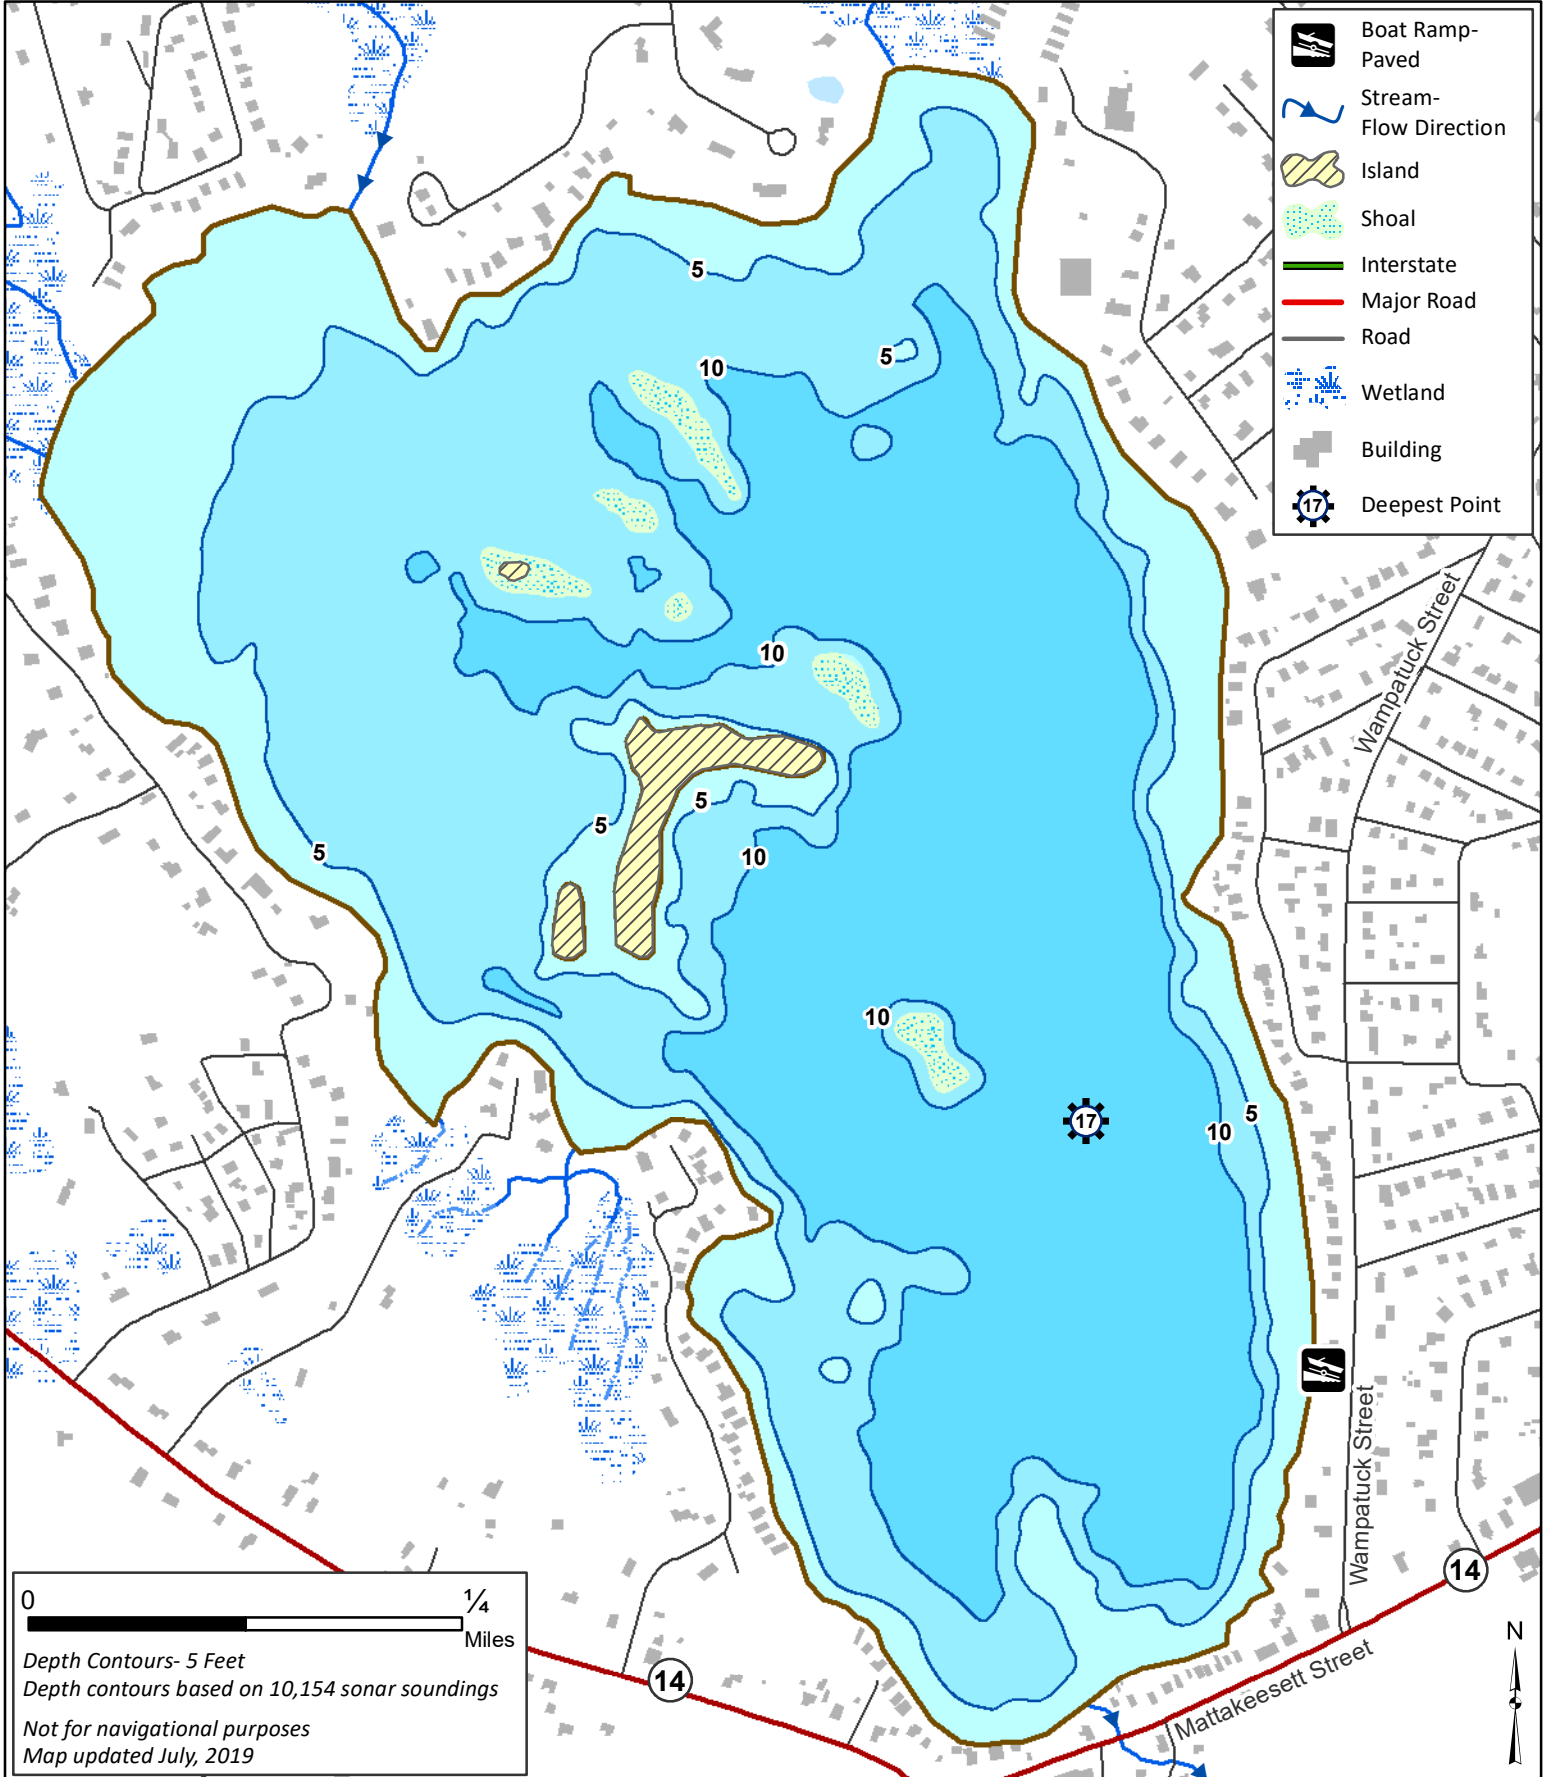 Boat Ramp-
Paved
Stream-
Flow Direction
Island
Shoal
Interstate
Major Road
Road
Wetland
Building
17
Deepest Point
5
10
5
Wampatuck Street
10
5
5
10
5
10
17
5
10
Wampatuck Street
14
14
Mattakeesett Street
N
0
¼
Miles
Depth Contours- 5 Feet
Depth contours based on 10,154 sonar soundings
Not for navigational purposes
Map updated July, 2019